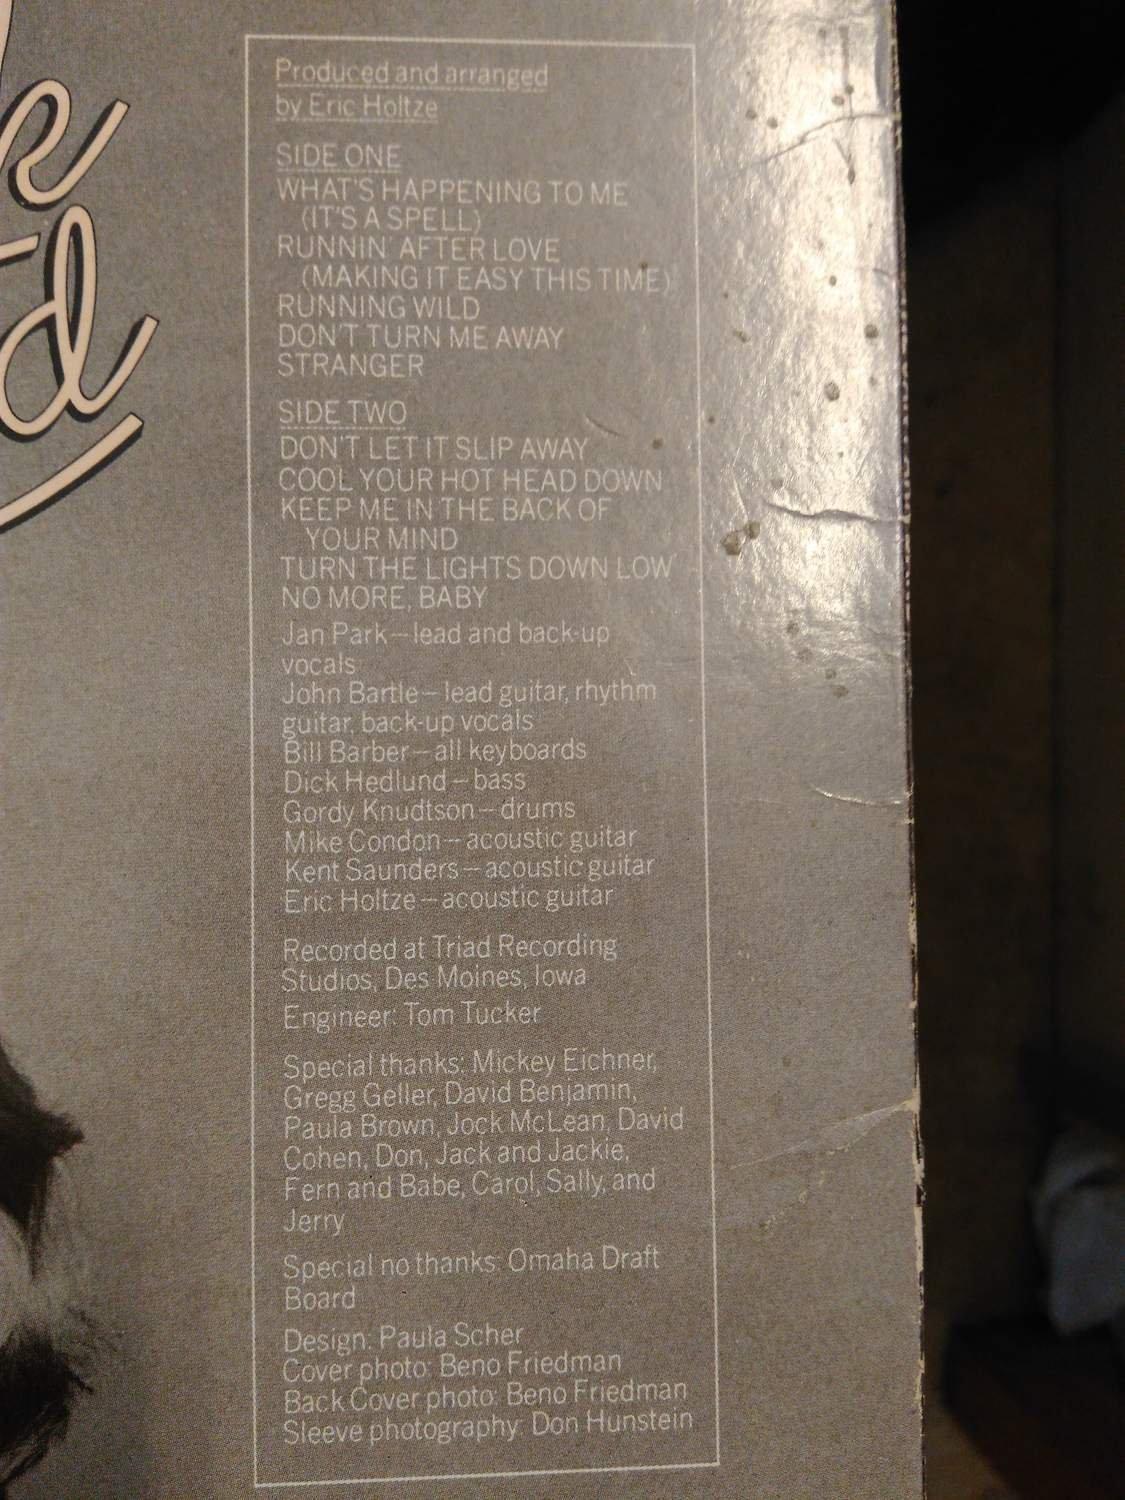 Produced and arranged
by Eric Holtze
SIDE ONE
WHAT'S HAPPENING TO ME
(IT'S A SPELL)
RUNNIN' AFTER LOVE
(MAKING IT EASY THIS TIME)
RUNNING WILD
DON'T TURN ME AWAY
STRANGER
SIDE TWO
DON'T LET IT SLIP AWAY
COOL YOUR HOT HEAD DOWN
KEEP ME IN THE BACK OF
YOUR MIND
TURN THE LIGHTS DOWN LOW
NO MORE, BABY
Jan Park—lead and back-up
vocals
John Bartle—lead guitar, rhythm
guitar, back-up vocals
Bill Barber—all keyboards
Dick Hedlund—bass
Gordy Knudtson—drums
Mike Condon—acoustic guitar
Kent Saunders—acoustic guitar
Eric Holtze—acoustic guitar
Recorded at Triad Recording
Studios, Des Moines, Iowa
Engineer: Tom Tucker
Special thanks: Mickey Eichner,
Gregg Geller, David Benjamin,
Paula Brown, Jock McLean, David
Cohen, Don, Jack and Jackie,
Fern and Babe, Carol, Sally, and
Jerry
Special no thanks: Omaha Draft
Board
Design: Paula Scher
Cover photo: Beno Friedman
Back Cover photo: Beno Friedman
Sleeve photography: Don Hunstein